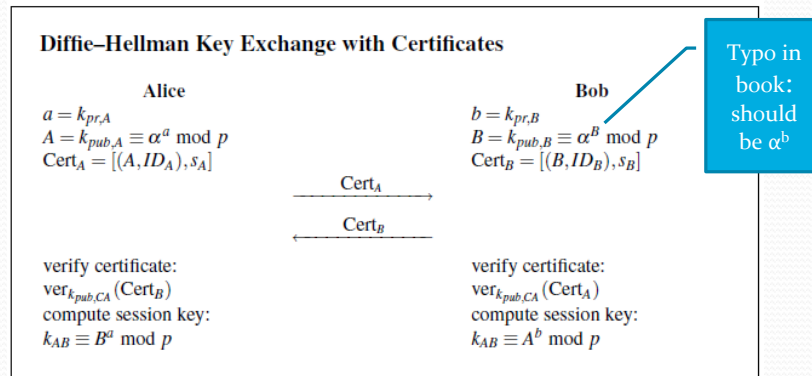 Diffie–Hellman Key Exchange with Certificates
Alice
a = k_{pr,A}
A = k_{pub,A} ≡ α^a mod p
Cert_A = [(A, ID_A), s_A]
Bob
b = k_{pr,B}
B = k_{pub,B} ≡ α^B mod p
Cert_B = [(B, ID_B), s_B]
Typo in
book:
should
be α^b
Cert_A
Cert_B
verify certificate:
ver_{k_{pub,CA}} (Cert_B)
compute session key:
k_{AB} ≡ B^a mod p
verify certificate:
ver_{k_{pub,CA}} (Cert_A)
compute session key:
k_{AB} ≡ A^b mod p